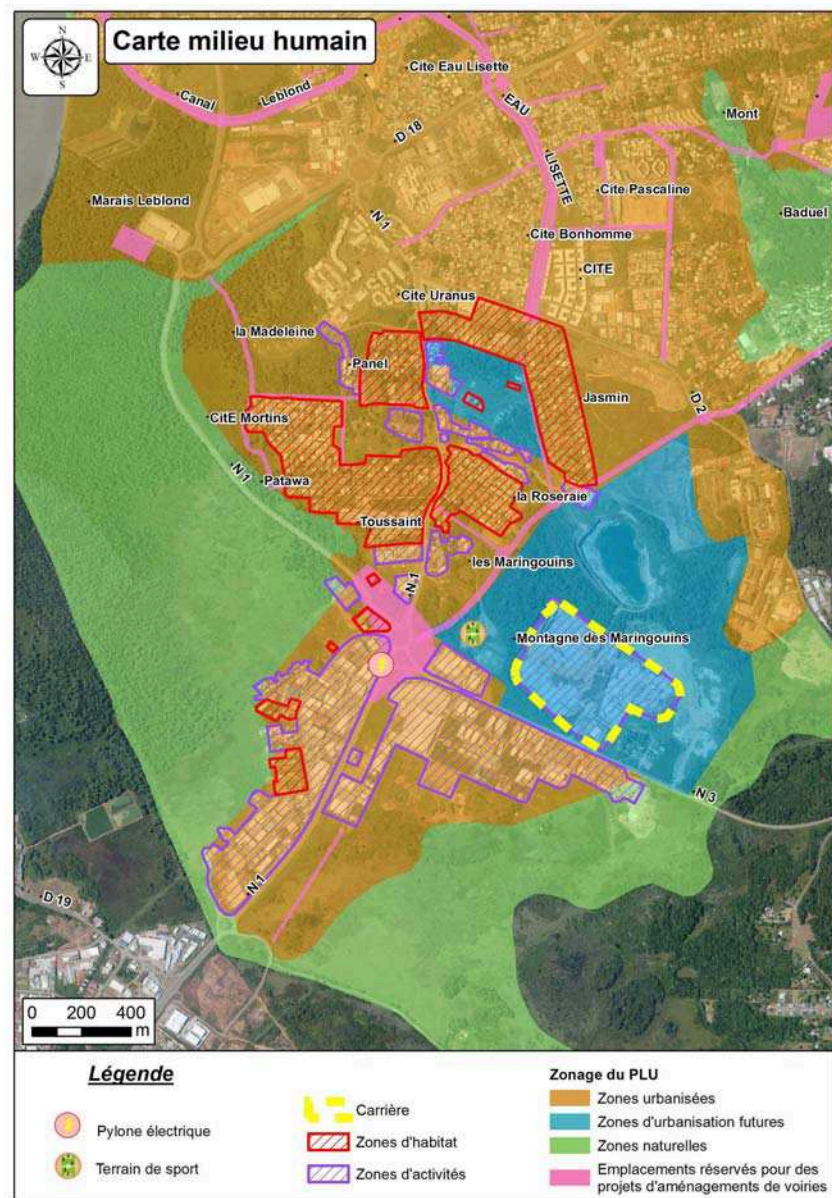 N
W E
S
Carte milieu humain
Cite Eau Lisette
Canal
Leblond
EAU
Mont
D 18
LISETTE
Marais Leblond
Cite Pascaline
N 1
Baduel
Cite Bonhomme
CITE
Cite Uranus
la Madeleine
Panel
Jasmin
D 2
CitE Mortins
N 1
Patawa
la Roseraie
Toussaint
les Maringouins
N 1
Montagne des Maringouins
N 3
N 1
D 19
0 200 400
m
Légende
Pylone électrique
Terrain de sport
Carrière
Zones d'habitat
Zones d'activités
Zonage du PLU
Zones urbanisées
Zones d'urbanisation futures
Zones naturelles
Emplacements réservés pour des
projets d'aménagements de voiries